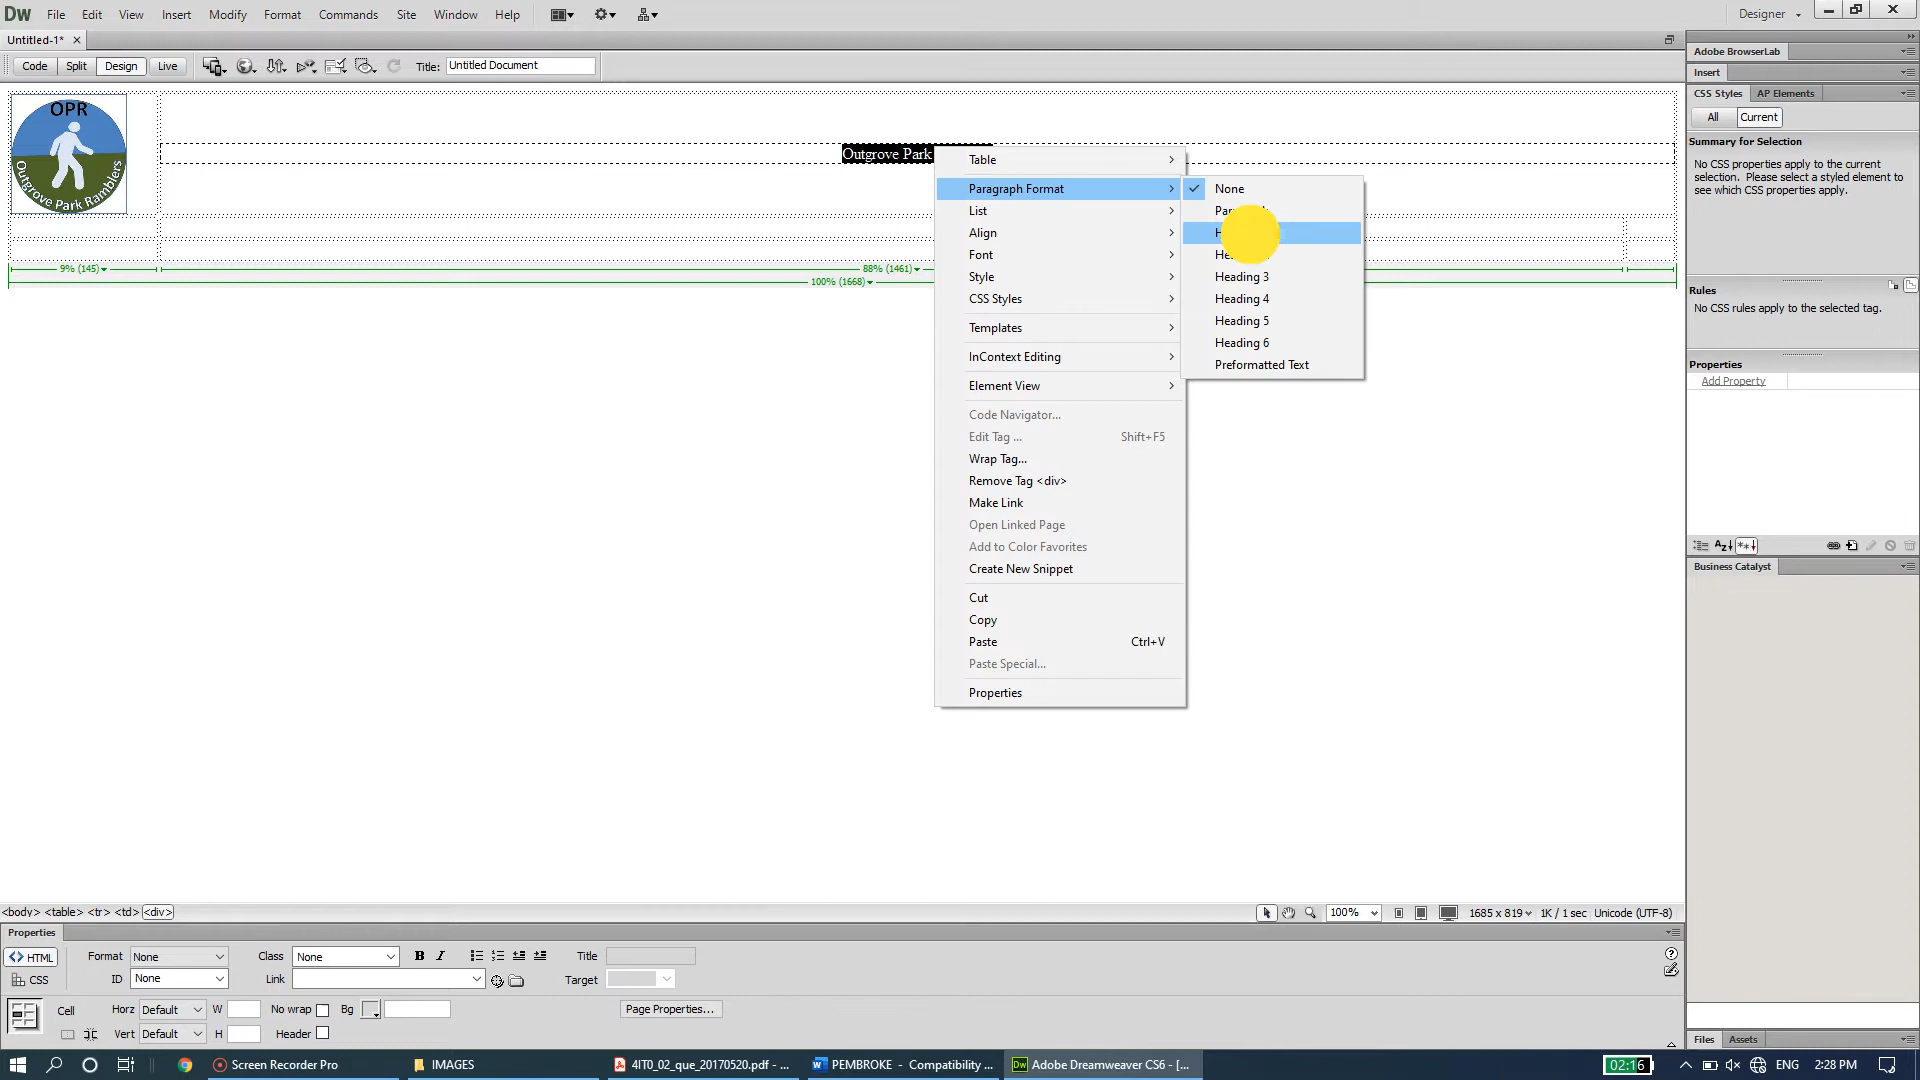 Dw File Edit View Insert Modify Format Commands Site Window Help Designer
Untitled-1*
Code Split Design Live Title: Untitled Document
OPR
Outgrove Park Ramblers
Outgrove Park
9% (145) 88% (1461)
100% (1668)
Table
Paragraph Format
List
Align
Font
Style
CSS Styles
Templates
InContext Editing
Element View
Code Navigator...
Edit Tag ... Shift+F5
Wrap Tag...
Remove Tag <div>
Make Link
Open Linked Page
Add to Color Favorites
Create New Snippet
Cut
Copy
Paste Ctrl+V
Paste Special...
Properties
None
Heading 3
Heading 4
Heading 5
Heading 6
Preformatted Text
Adobe BrowserLab
Insert
CSS Styles AP Elements
All Current
Summary for Selection
No CSS properties apply to the current
selection. Please select a styled element to
see which CSS properties apply.
Rules
No CSS rules apply to the selected tag.
Properties
Add Property
Business Catalyst
Files Assets
<body> <table> <tr> <td> <div> 100% 1685 x 819 1K / 1 sec Unicode (UTF-8)
Properties
<> HTML Format None Class None B I Title
CSS ID None Link Target
Cell Horz Default W No wrap Bg Page Properties...
Vert Default H Header
Screen Recorder Pro IMAGES 4IT0_02_que_20170520.pdf - ... PEMBROKE - Compatibility ... Dw Adobe Dreamweaver CS6 - [... 02:16 ENG 2:28 PM